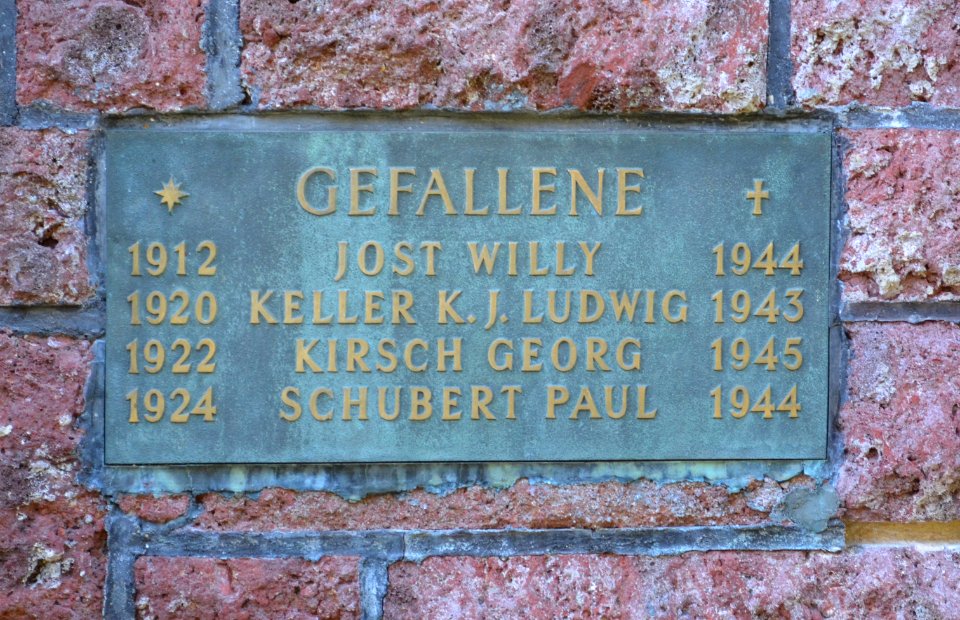 GEFALLENE
1912 JOST WILLY 1944
1920 KELLER K. J. LUDWIG 1943
1922 KIRSCH GEORG 1945
1924 SCHUBERT PAUL 1944